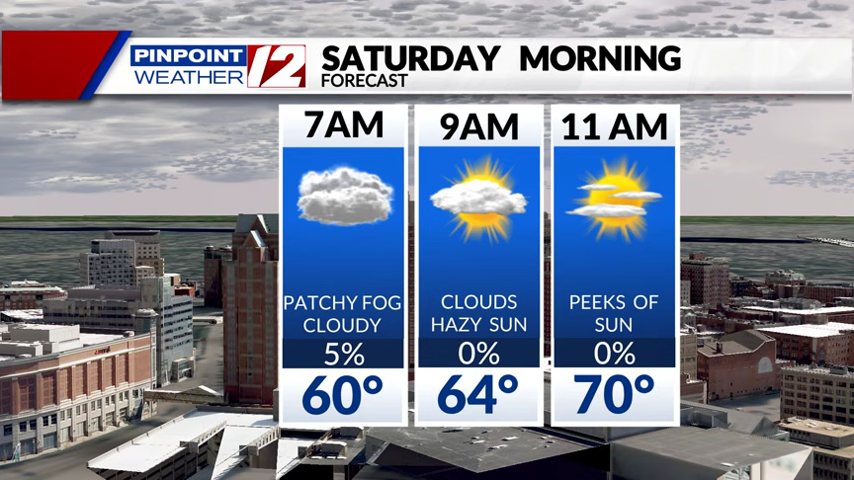 PINPOINT
WEATHER 12
SATURDAY MORNING
FORECAST
7AM
PATCHY FOG
CLOUDY
5%
60°
9AM
CLOUDS
HAZY SUN
0%
64°
11 AM
PEEKS OF
SUN
0%
70°